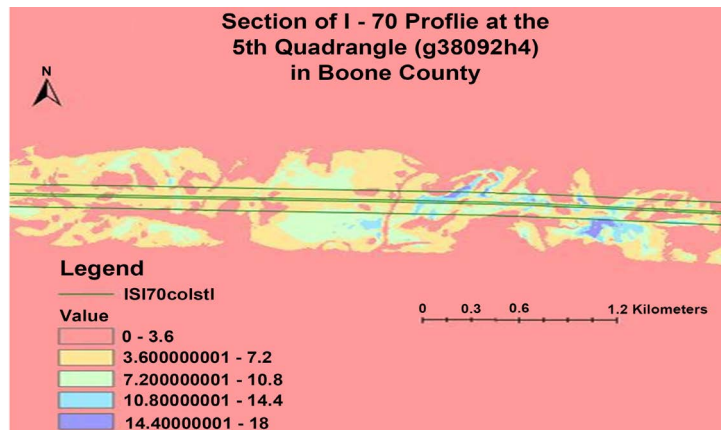 Section of I - 70 Proflie at the
5th Quadrangle (g38092h4)
in Boone County
N
Legend
ISI70colstl
Value
0 - 3.6
3.600000001 - 7.2
7.200000001 - 10.8
10.80000001 - 14.4
14.40000001 - 18
0 0.3 0.6 1.2 Kilometers